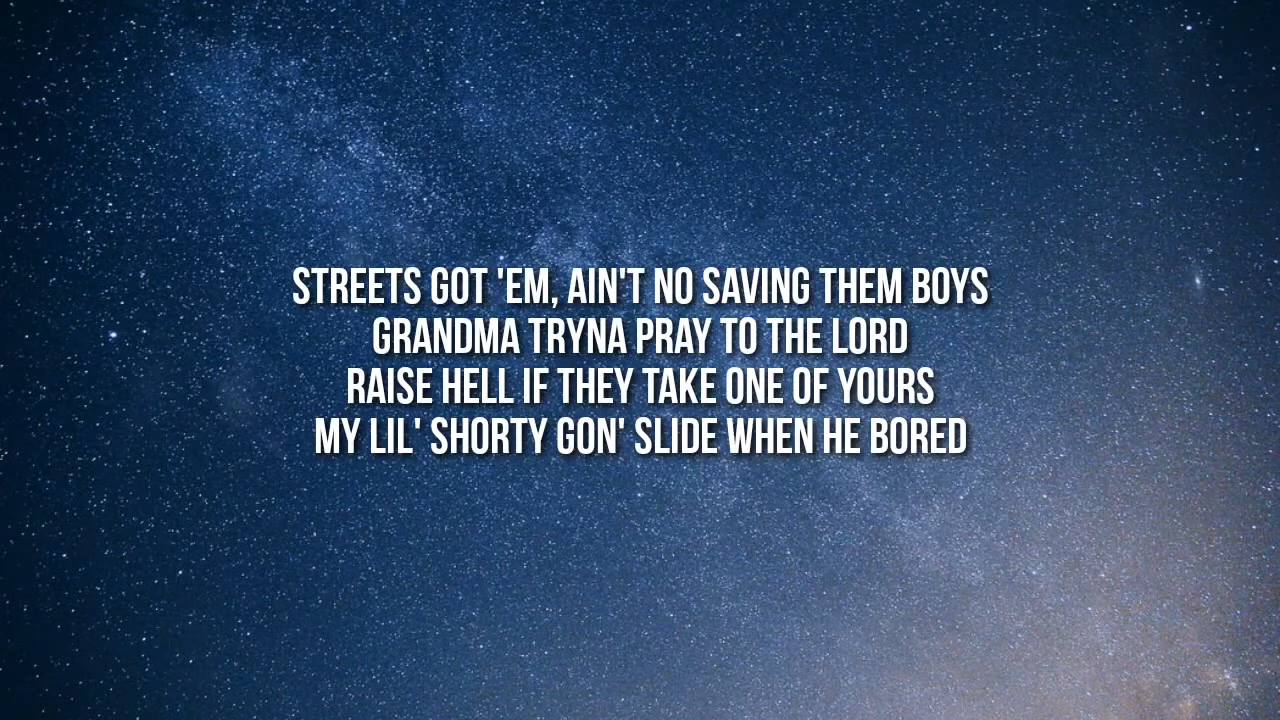 STREETS GOT 'EM, AIN'T NO SAVING THEM BOYS
GRANDMA TRYNA PRAY TO THE LORD
RAISE HELL IF THEY TAKE ONE OF YOURS
MY LIL' SHORTY GON' SLIDE WHEN HE BORED